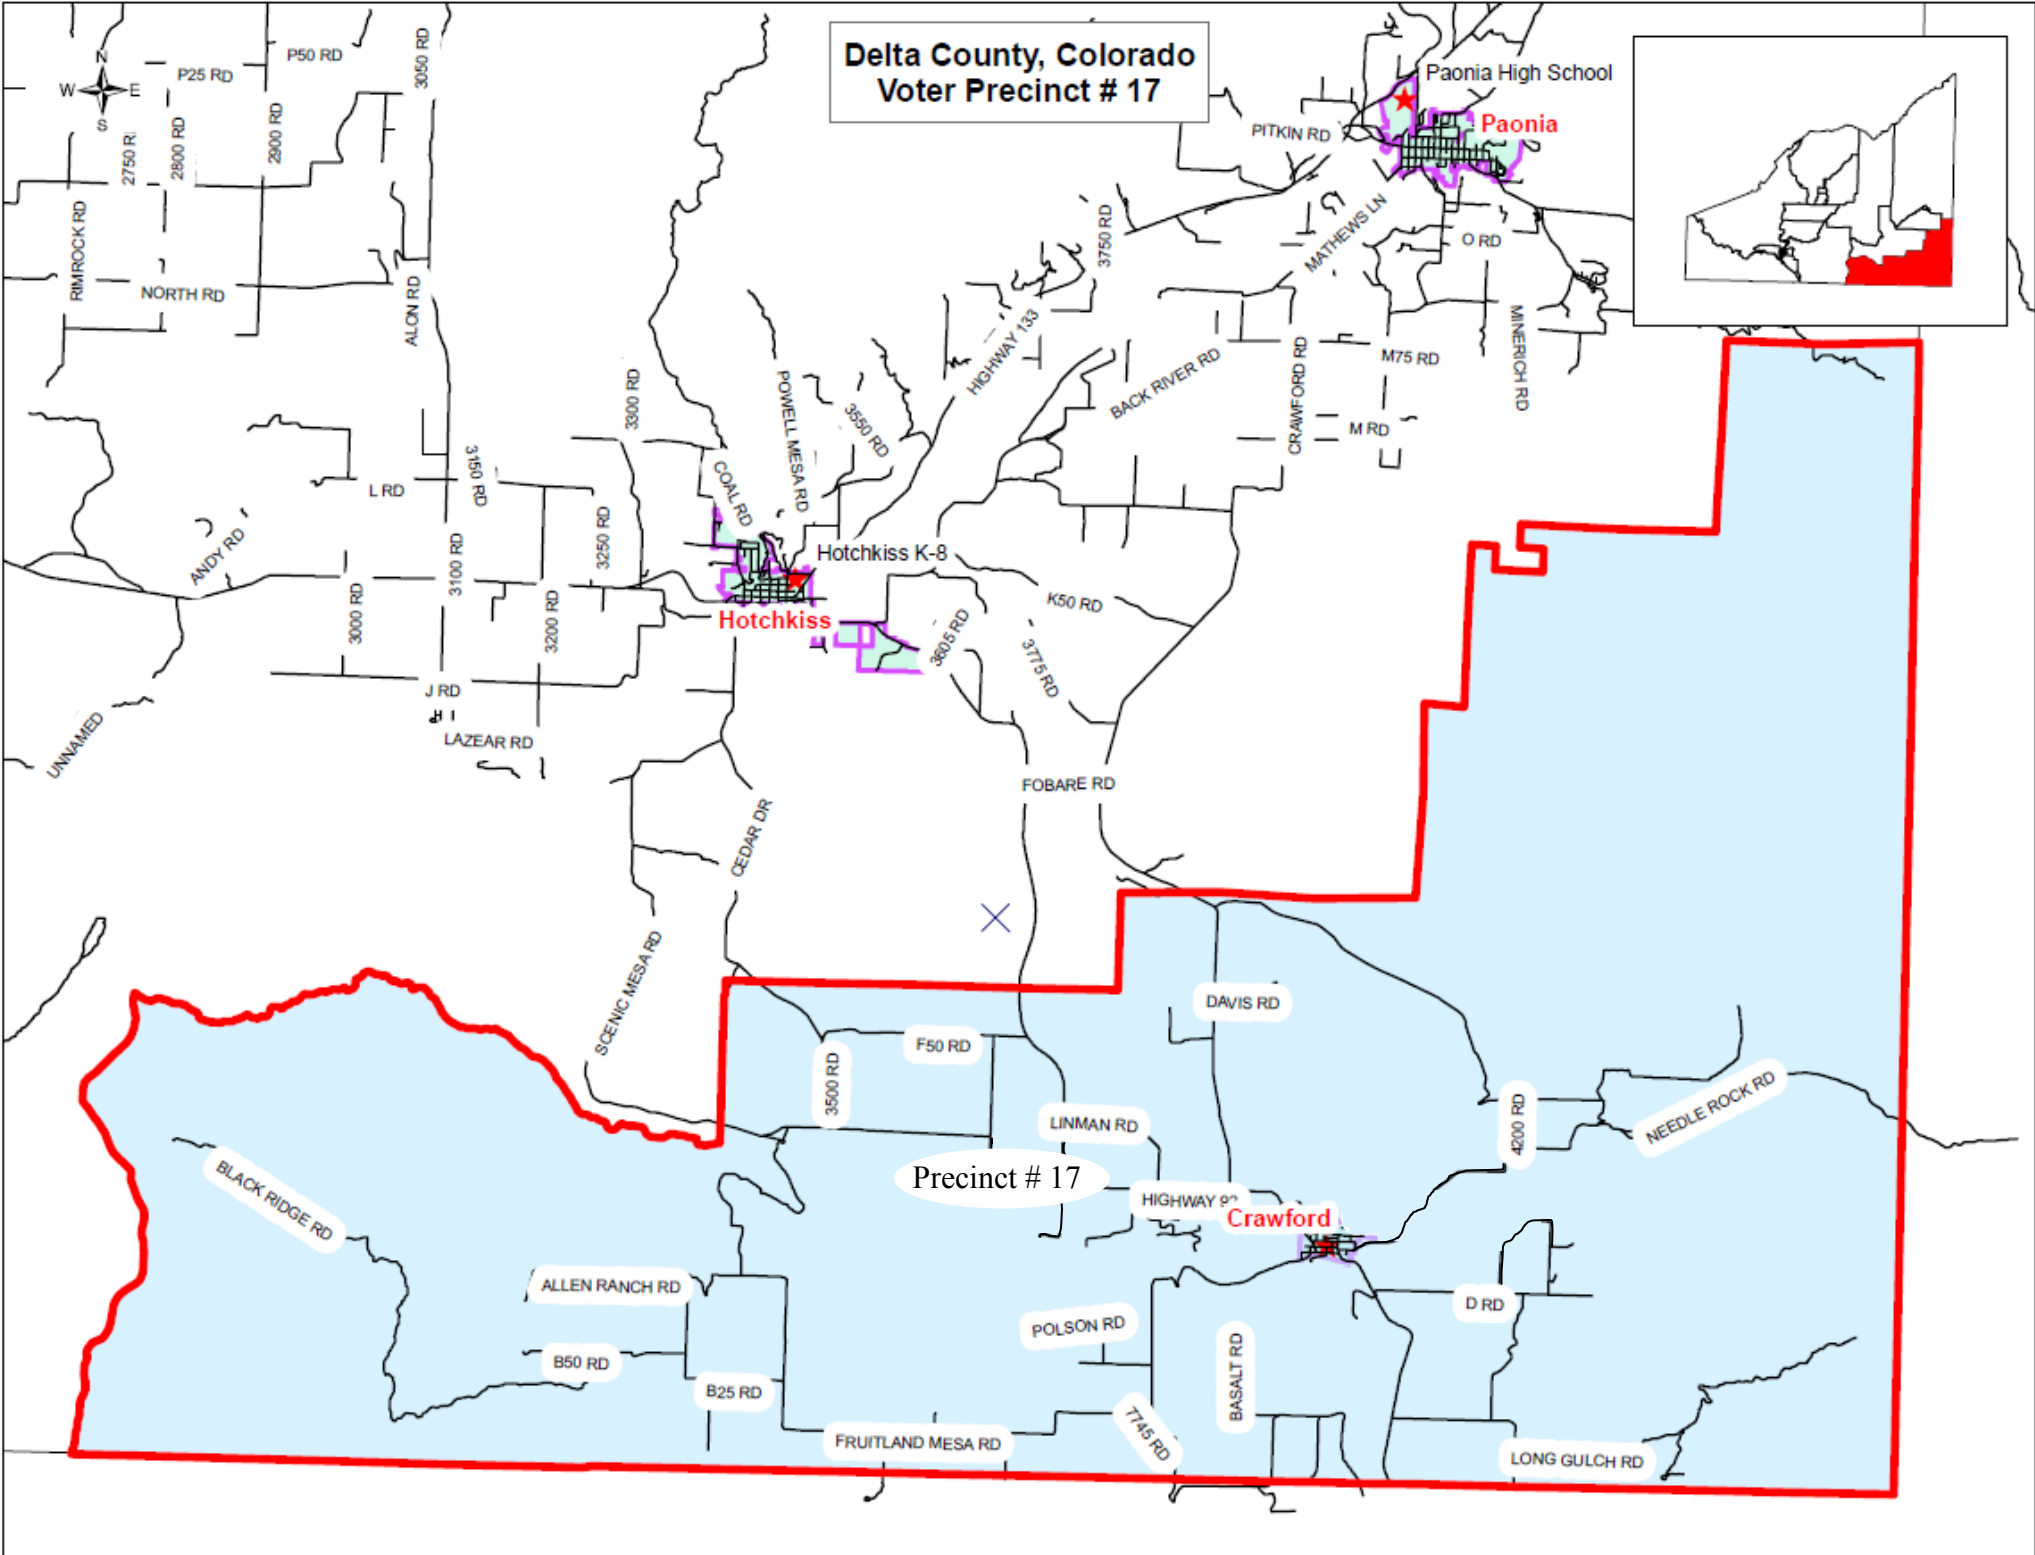 Delta County, Colorado
Voter Precinct # 17
N
W
E
S
P25 RD
P50 RD
3050 RD
2900 RD
2800 RD
2750 R
RIMROCK RD
NORTH RD
ALON RD
Paonia High School
Paonia
PITKIN RD
MATHEWS LN
O RD
3750 RD
HIGHWAY 133
MINERICH RD
M75 RD
CRAWFORD RD
BACK RIVER RD
M RD
3300 RD
POWELL MESA RD
3550 RD
COAL RD
L RD
3150 RD
3250 RD
ANDY RD
3100 RD
3000 RD
3200 RD
Hotchkiss K-8
Hotchkiss
K50 RD
3605 RD
3775 RD
J RD
LAZEAR RD
UNNAMED
FOBARE RD
CEDAR DR
SCENIC MESA RD
DAVIS RD
F50 RD
3500 RD
LINMAN RD
4200 RD
NEEDLE ROCK RD
Precinct # 17
BLACK RIDGE RD
HIGHWAY 92
Crawford
ALLEN RANCH RD
D RD
POLSON RD
BASALT RD
B50 RD
B25 RD
FRUITLAND MESA RD
7745 RD
LONG GULCH RD